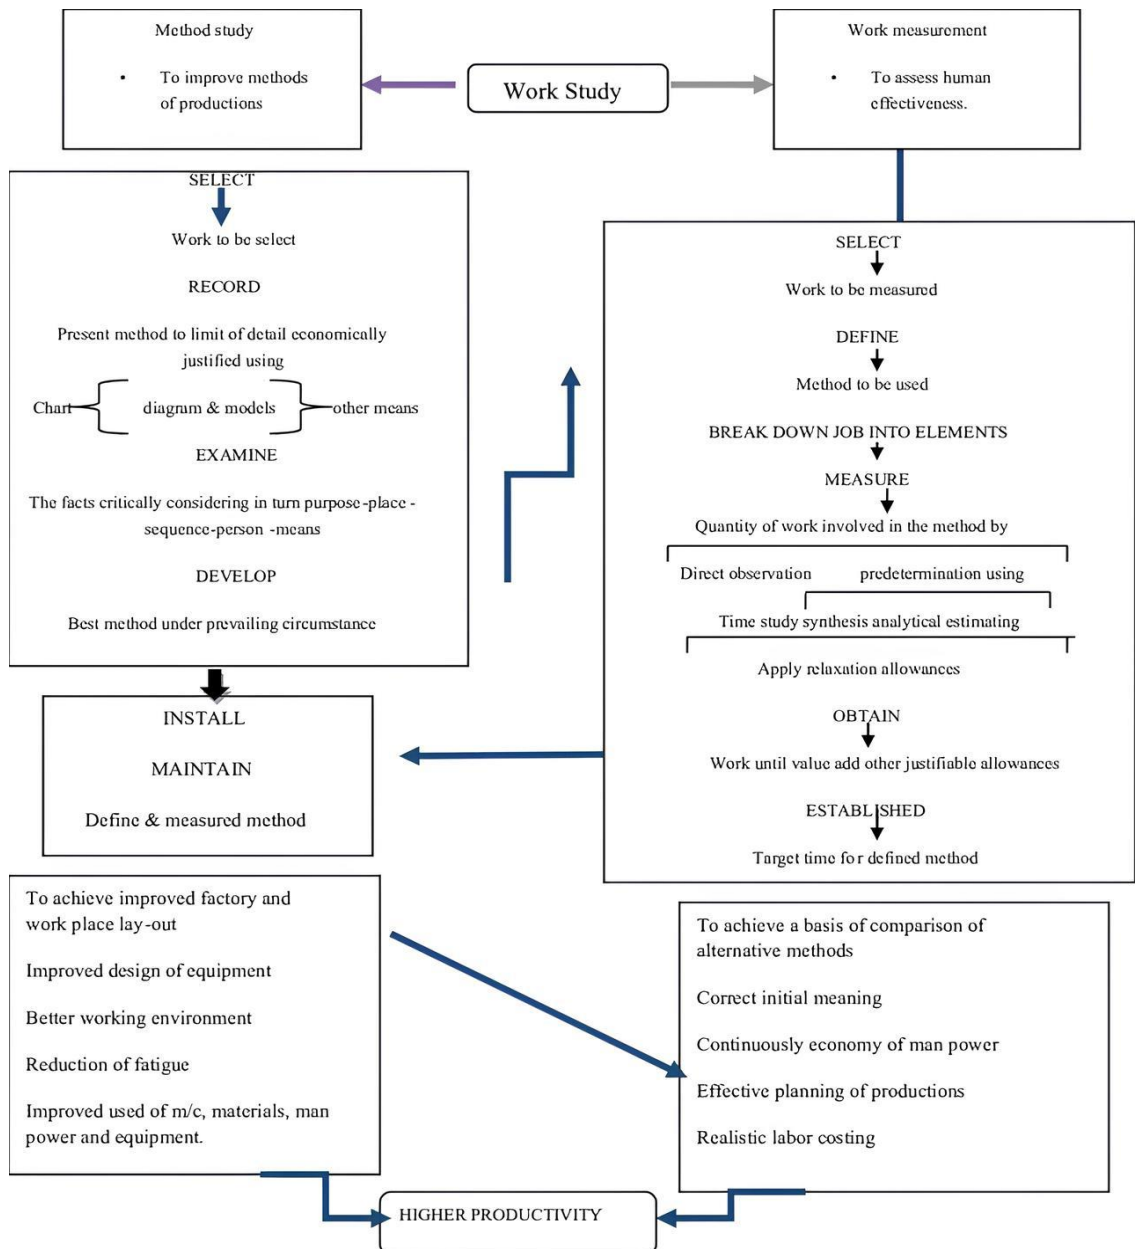 Method study
• To improve methods
of productions
Work Study
Work measurement
• To assess human
effectiveness.
SELECT
Work to be select
RECORD
Present method to limit of detail economically
justified using
Chart diagram & models other means
EXAMINE
The facts critically considering in turn purpose-place-
sequence-person -means
DEVELOP
Best method under prevailing circumstance
INSTALL
MAINTAIN
Define & measured method
SELECT
Work to be measured
DEFINE
Method to be used
BREAK DOWN JOB INTO ELEMENTS
MEASURE
Quantity of work involved in the method by
Direct observation predetermination using
Time study synthesis analytical estimating
Apply relaxation allowances
OBTAIN
Work until value add other justifiable allowances
ESTABLISHED
Target time for defined method
To achieve improved factory and
work place lay-out
Improved design of equipment
Better working environment
Reduction of fatigue
Improved used of m/c, materials, man
power and equipment.
To achieve a basis of comparison of
alternative methods
Correct initial meaning
Continuously economy of man power
Effective planning of productions
Realistic labor costing
HIGHER PRODUCTIVITY